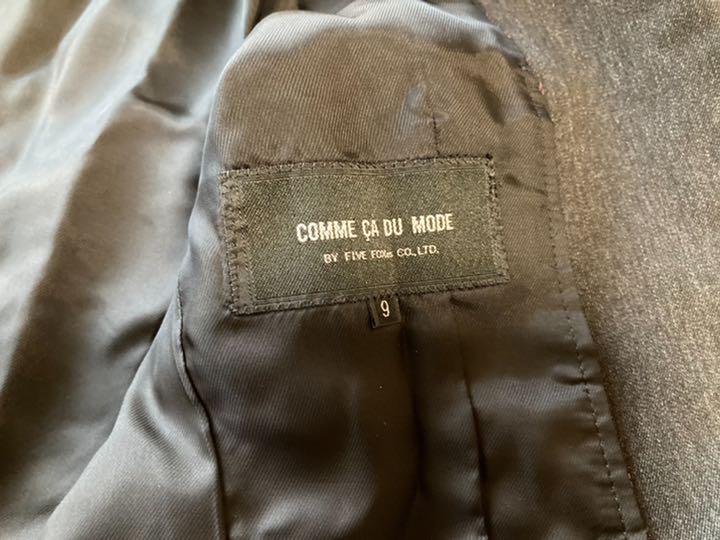 COMME ÇA DU MODE
BY FIVE FOXes CO.,LTD.
9